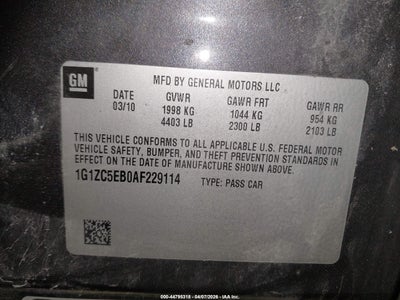 GM
MFD BY GENERAL MOTORS LLC
DATE GVWR GAWR FRT GAWR RR
03/10 1998 KG 1044 KG 954 KG
4403 LB 2300 LB 2103 LB
THIS VEHICLE CONFORMS TO ALL APPLICABLE U.S. FEDERAL MOTOR
VEHICLE SAFETY, BUMPER, AND THEFT PREVENTION STANDARDS IN
EFFECT ON THE DATE OF MANUFACTURE SHOWN ABOVE.
1G1ZC5EB0AF229114 TYPE: PASS CAR
000-44795318 - 04/07/2026 - IAA, Inc.